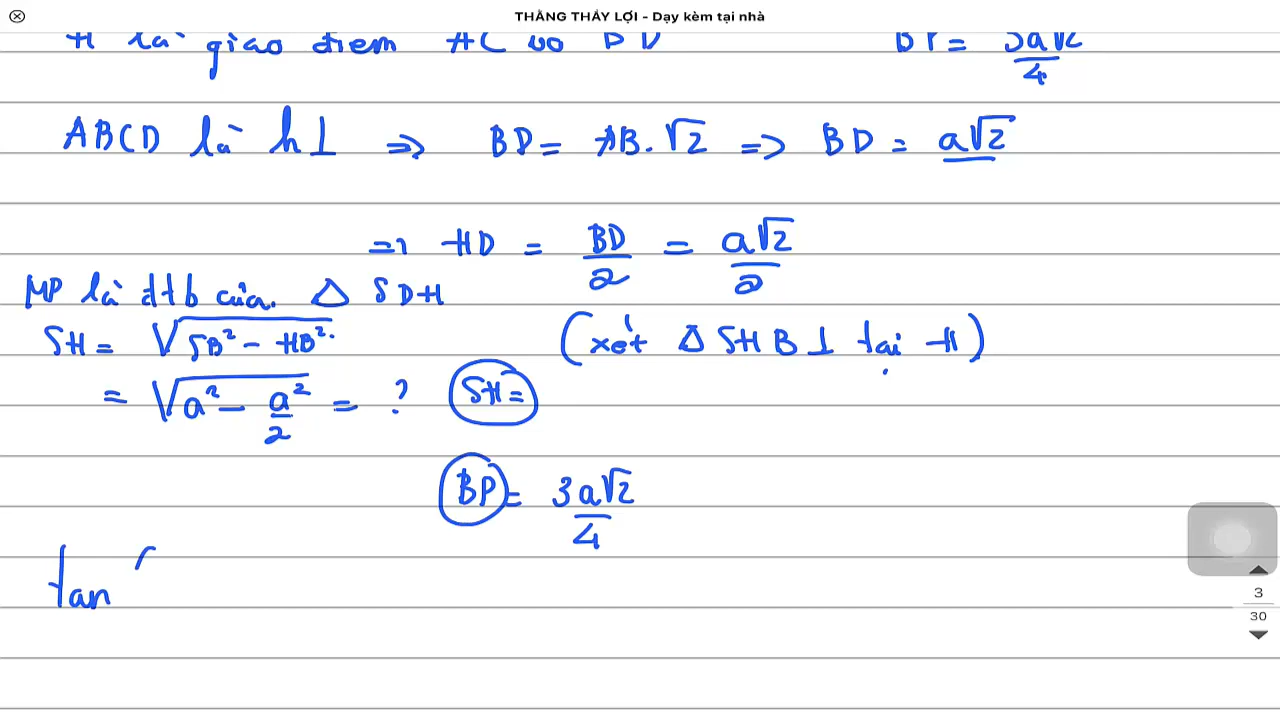 THẰNG THẦY LỢI - Dạy kèm tại nhà
H là giao điểm AC và BD BP = 3a√2/4
ABCD là h⊥ => BD = AB.√2 => BD = a√2
=> HD = BD/2 = a√2/2
MP là đtb của. △ SDH
SH = √(SB² - HB²) (xét △ SHB ⊥ tại H)
= √(a² - a²/2) = ? SH =
BP = 3a√2/4
tan (
3
30